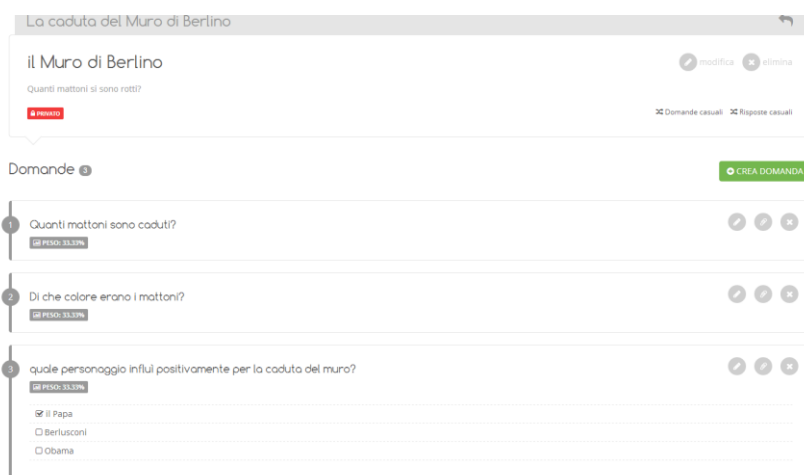 La caduta del Muro di Berlino
il Muro di Berlino
modifica elimina
Quanti mattoni si sono rotti?
PRIVATO
Domande casuali Risposte casuali
Domande 3
CREA DOMANDA
1 Quanti mattoni sono caduti?
PESO: 33.33%
2 Di che colore erano i mattoni?
PESO: 33.33%
3 quale personaggio influì positivamente per la caduta del muro?
PESO: 33.33%
il Papa
Berlusconi
Obama